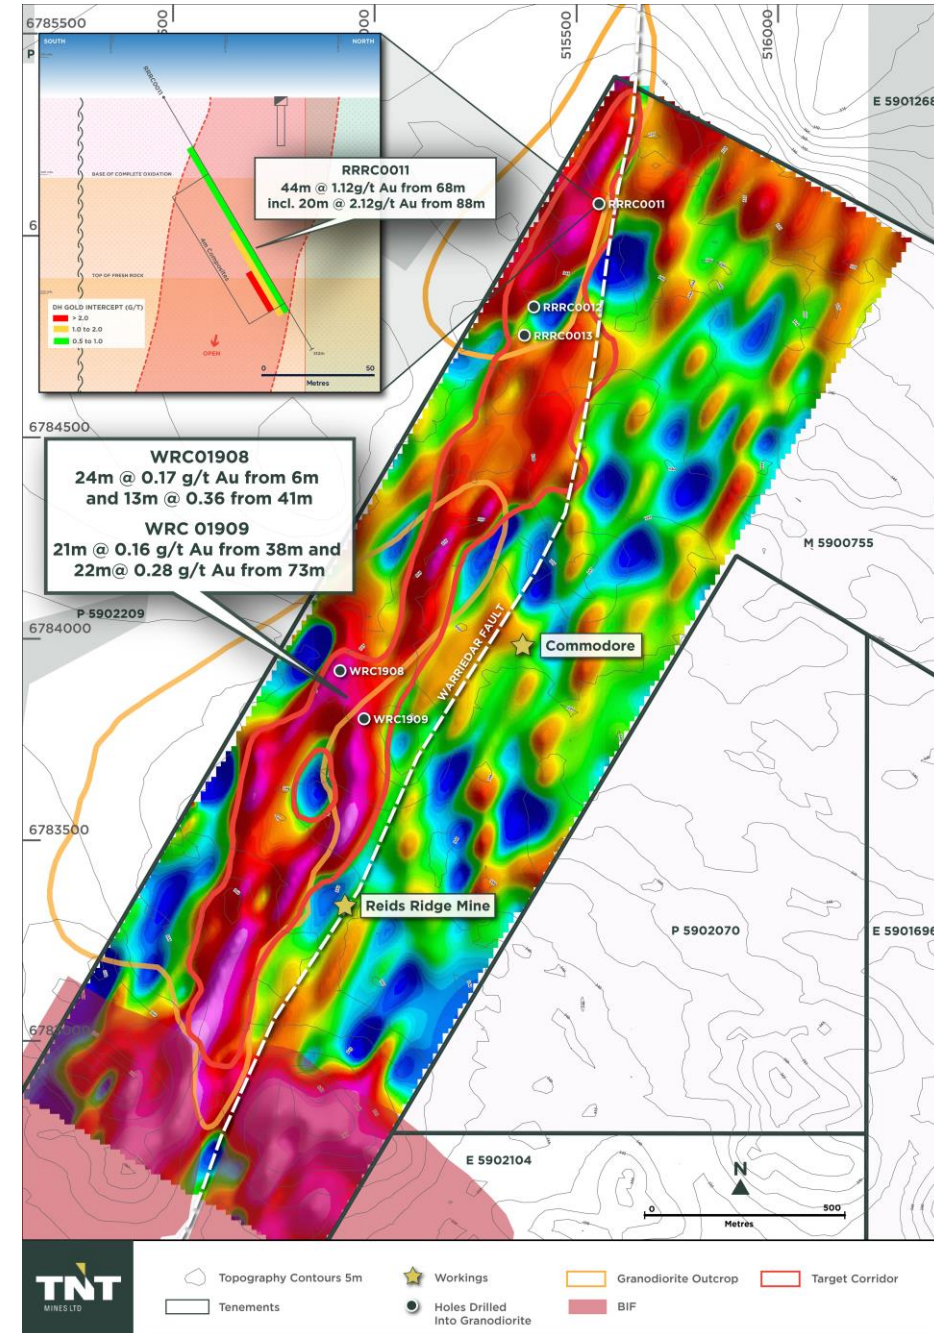 6785500
500
000
515500
516000
P
SOUTH
NORTH
RRRC0011
BASE OF COMPLETE OXIDATION
TOP OF FRESH ROCK
4m Composites
DH GOLD INTERCEPT (G/T)
> 2.0
1.0 to 2.0
0.5 to 1.0
OPEN
0
50
Metres
RRRC0011
44m @ 1.12g/t Au from 68m
incl. 20m @ 2.12g/t Au from 88m
E 5901268
RRRC0011
6
RRRC0012
RRRC0013
6784500
WRC01908
24m @ 0.17 g/t Au from 6m
and 13m @ 0.36 from 41m
WRC 01909
21m @ 0.16 g/t Au from 38m and
22m@ 0.28 g/t Au from 73m
M 5900755
P 5902209
6784000
WARRIEDAR FAULT
Commodore
WRC1908
WRC1909
6783500
Reids Ridge Mine
P 5902070
E 5901696
6783000
E 5902104
N
0
500
Metres
TNT
MINES LTD
Topography Contours 5m
Workings
Granodiorite Outcrop
Target Corridor
Tenements
Holes Drilled
Into Granodiorite
BIF